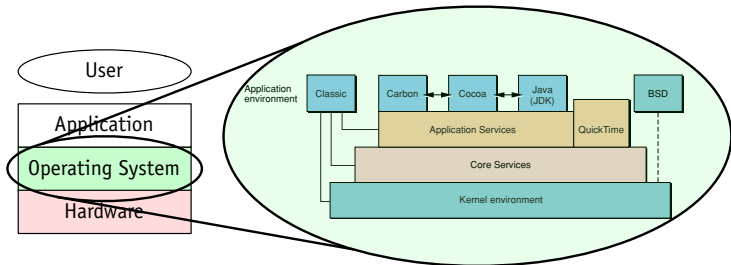 User
Application
Operating System
Hardware
Application
environment
Classic
Carbon
Cocoa
Java
(JDK)
BSD
Application Services
QuickTime
Core Services
Kernel environment